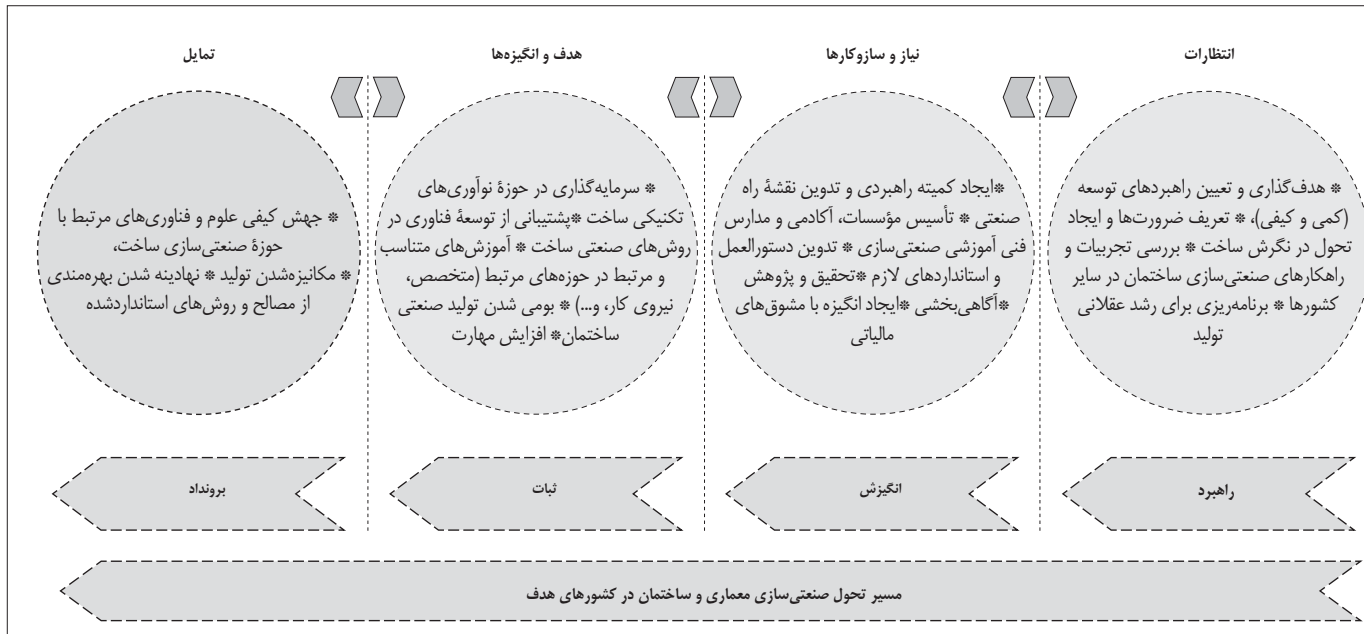 انتظارات
* هدف‌گذاری و تعیین راهبردهای توسعه
(کمی و کیفی)، * تعریف ضرورت‌ها و ایجاد
تحول در نگرش ساخت * بررسی تجربیات و
راهکارهای صنعتی‌سازی ساختمان در سایر
کشورها * برنامه‌ریزی برای رشد عقلانی
تولید
راهبرد
نیاز و سازوکارها
*ایجاد کمیته راهبردی و تدوین نقشۀ راه
صنعتی * تأسیس مؤسسات، آکادمی و مدارس
فنی آموزشی صنعتی‌سازی * تدوین دستورالعمل
و استانداردهای لازم *تحقیق و پژوهش
*آگاهی‌بخشی *ایجاد انگیزه با مشوق‌های
مالیاتی
انگیزش
هدف و انگیزه‌ها
* سرمایه‌گذاری در حوزۀ نوآوری‌های
تکنیکی ساخت *پشتیبانی از توسعۀ فناوری در
روش‌های صنعتی ساخت * آموزش‌های متناسب
و مرتبط در حوزه‌های مرتبط (متخصص،
نیروی کار، و...) * بومی شدن تولید صنعتی
ساختمان* افزایش مهارت
ثبات
تمایل
* جهش کیفی علوم و فناوری‌های مرتبط با
حوزۀ صنعتی‌سازی ساخت،
* مکانیزه‌شدن تولید * نهادینه شدن بهره‌مندی
از مصالح و روش‌های استانداردشده
برونداد
مسیر تحول صنعتی‌سازی معماری و ساختمان در کشورهای هدف